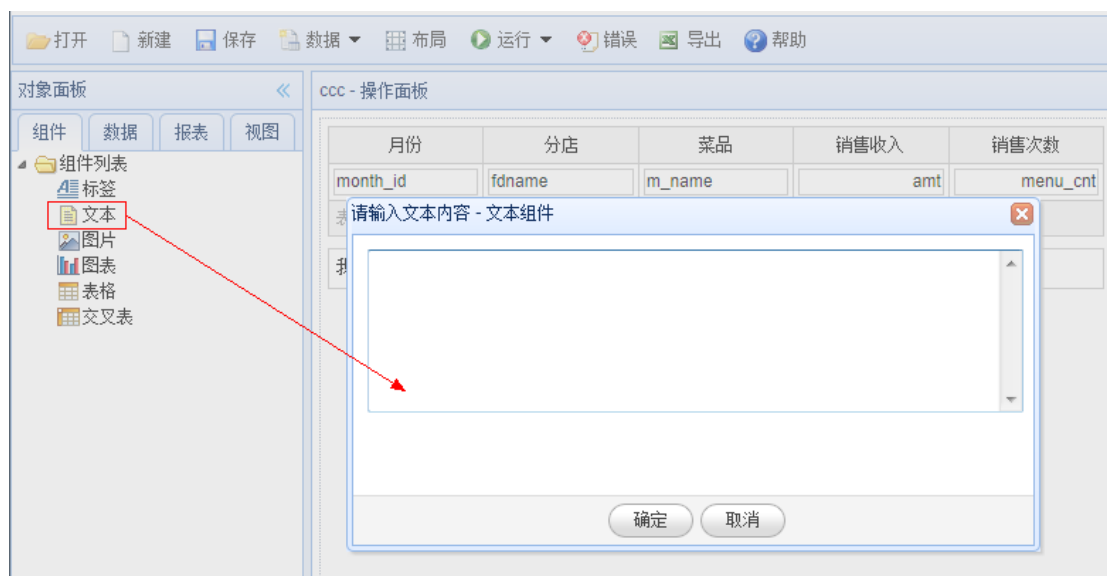 打开 新建 保存 数据 布局 运行 错误 导出 帮助
对象面板
ccc - 操作面板
组件 数据 报表 视图
组件列表
标签
文本
图片
图表
表格
交叉表
月份 分店 菜品 销售收入 销售次数
month_id fdname m_name amt menu_cnt
表
我
请输入文本内容 - 文本组件
确定 取消